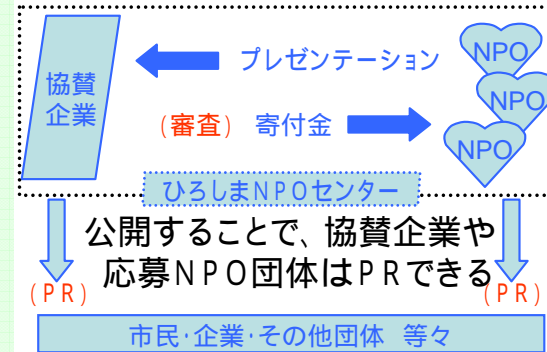 プレゼンテーション
NPO
協賛
企業
NPO
(審査) 寄付金
NPO
ひろしまNPOセンター
公開することで、協賛企業や
応募NPO団体はPRできる
(PR)
(PR)
市民・企業・その他団体 等々